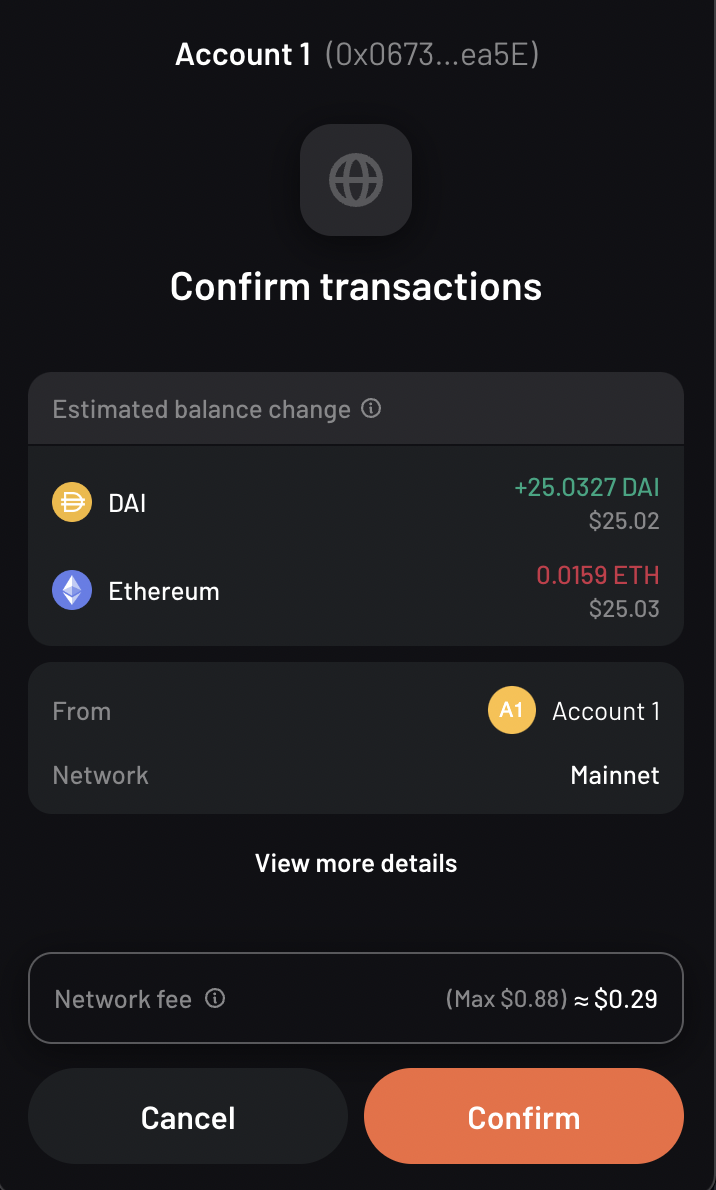 Account 1 (0x0673...ea5E)
Confirm transactions
Estimated balance change
DAI
+25.0327 DAI
$25.02
Ethereum
0.0159 ETH
$25.03
From
A1 Account 1
Network
Mainnet
View more details
Network fee
(Max $0.88) ≈ $0.29
Cancel
Confirm